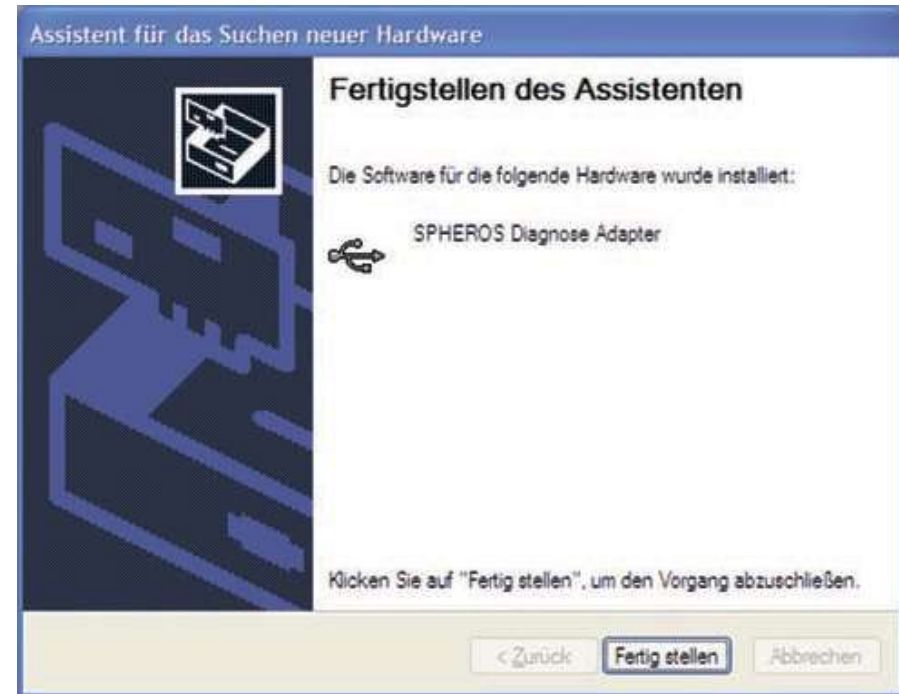 Assistent für das Suchen neuer Hardware
Fertigstellen des Assistenten
Die Software für die folgende Hardware wurde installiert:
SPHEROS Diagnose Adapter
Klicken Sie auf "Fertig stellen", um den Vorgang abzuschließen.
< Zurück Fertig stellen Abbrechen